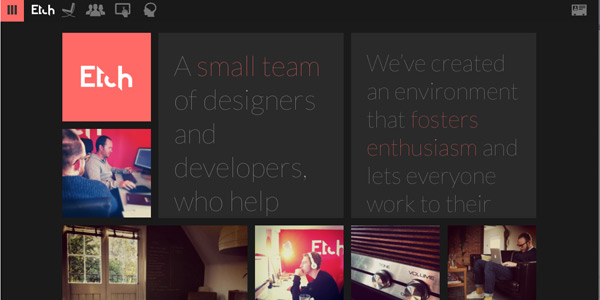 Etch
Etch
A small team
of designers
and
developers,
who help
We've created
an environment
that fosters
enthusiasm and
lets everyone
work to their
Etch
VOLUME